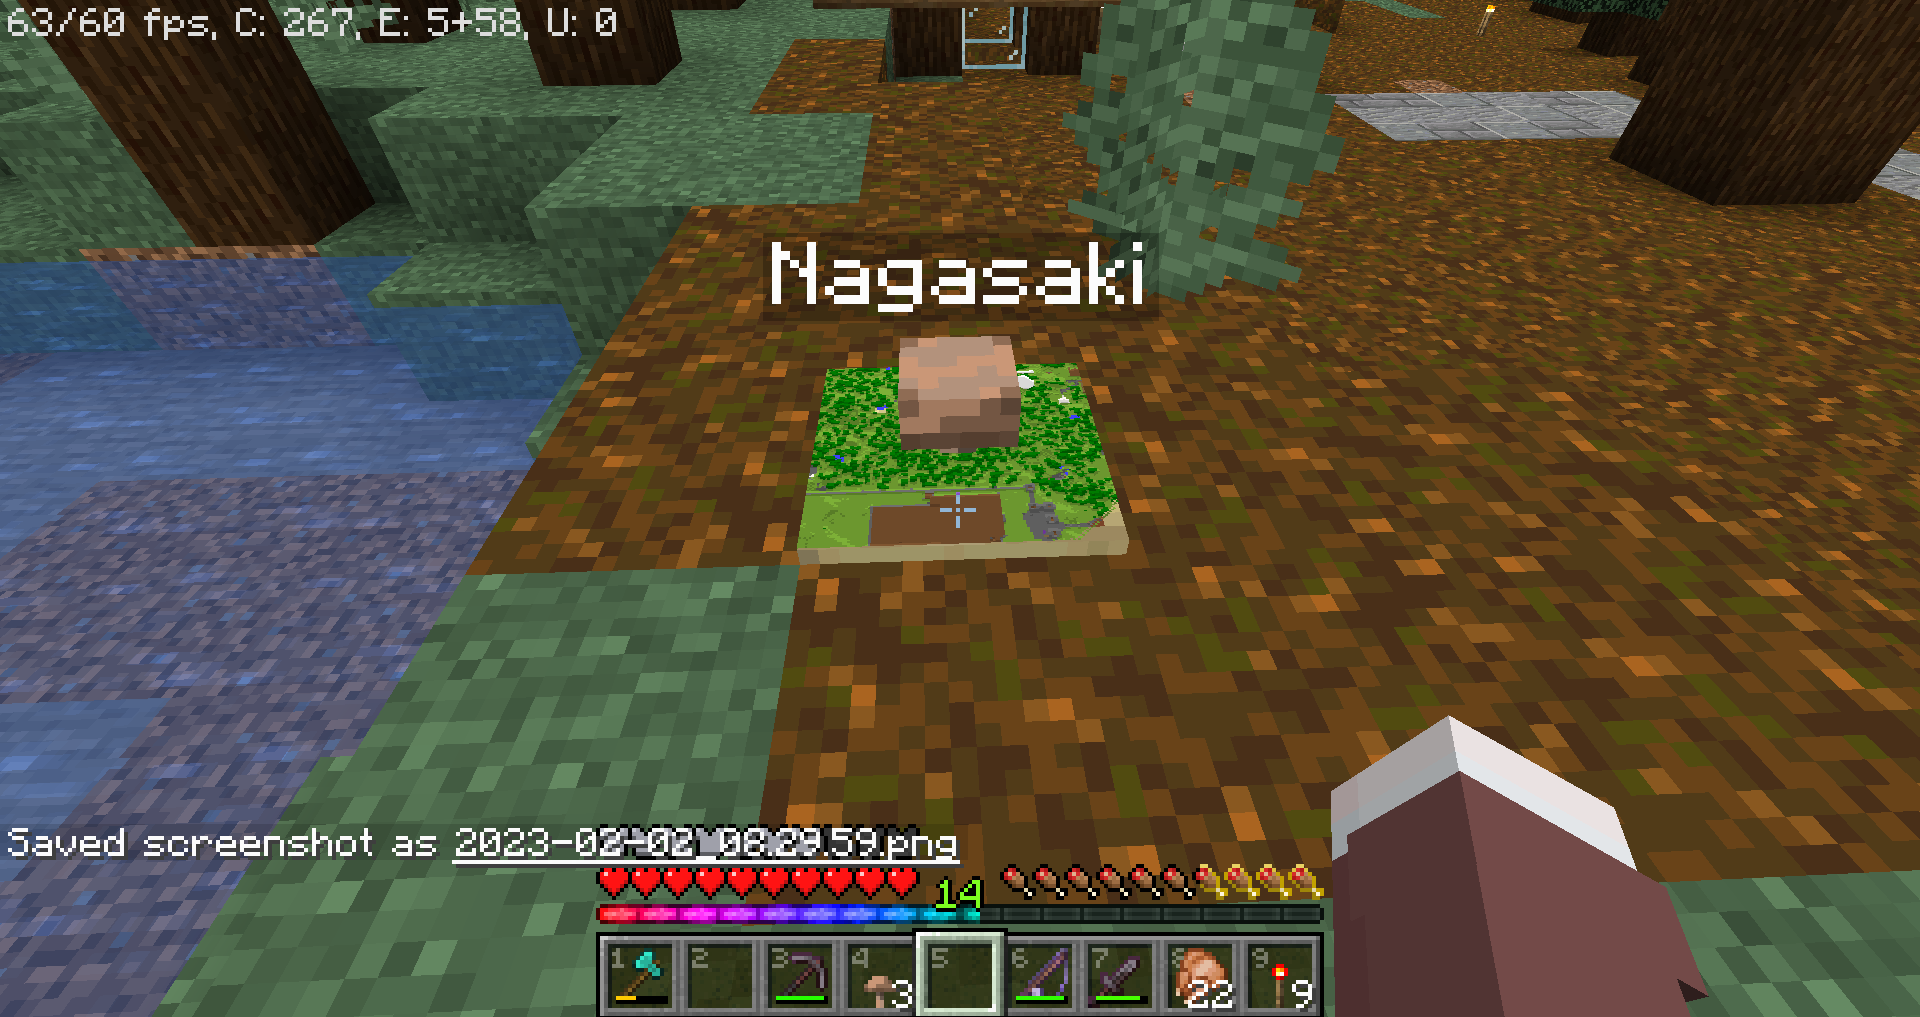 63/60 fps, C: 267, E: 5+58, U: 0
Nagasaki
Saved screenshot as 2023-02-02_08.29.59.png
14
1 2 3 4 3 5 6 7 8 22 9 9